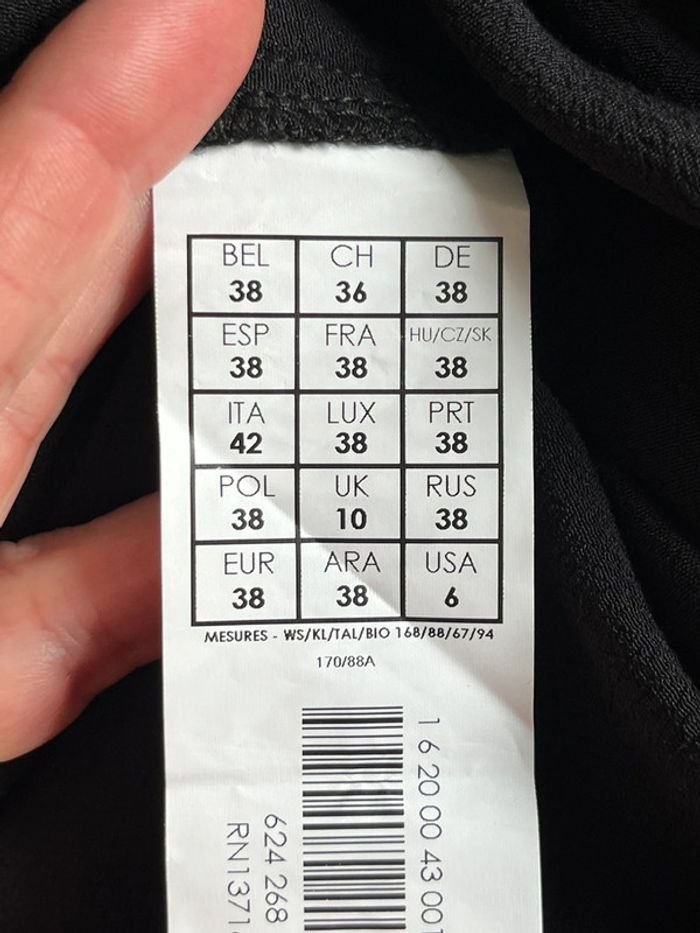 BEL CH DE
38 36 38
ESP FRA HU/CZ/SK
38 38 38
ITA LUX PRT
42 38 38
POL UK RUS
38 10 38
EUR ARA USA
38 38 6
MESURES - WS/KL/TAL/BIO 168/88/67/94
170/88A
1 6 20 00 43 001
624 268
RN1371